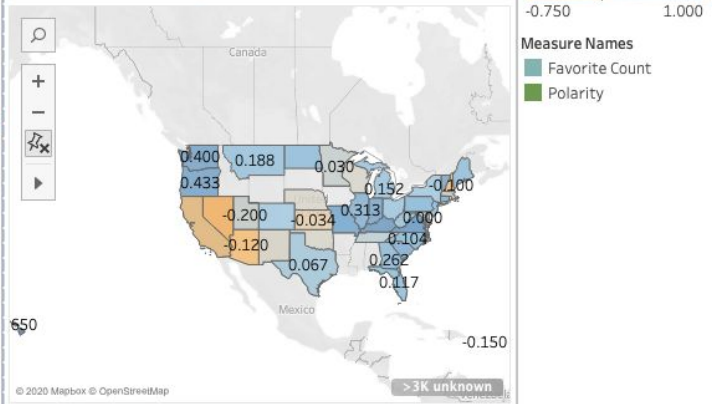 -0.750 1.000
Measure Names
Favorite Count
Polarity
Canada
0.400
0.188
0.030
0.433
0.152
-0.100
-0.200
-0.034
0.313
0.000
-0.120
0.104
0.067
0.262
0.117
Mexico
650
-0.150
>3K unknown
© 2020 Mapbox © OpenStreetMap